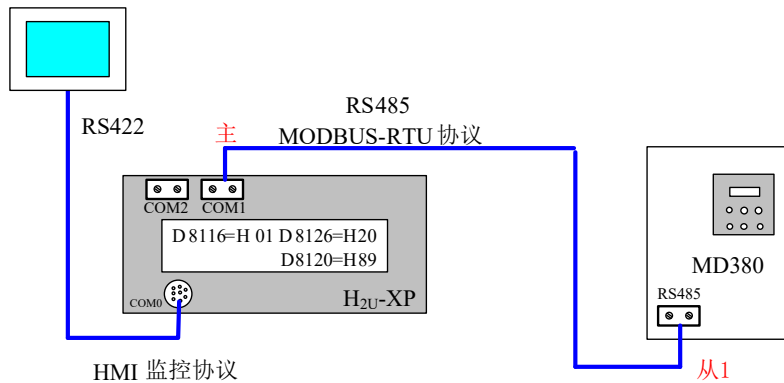 RS422
主
RS485
MODBUS-RTU 协议
COM2 COM1
D8116=H 01 D8126=H20
D8120=H89
COM0
H2U-XP
MD380
RS485
HMI 监控协议
从1